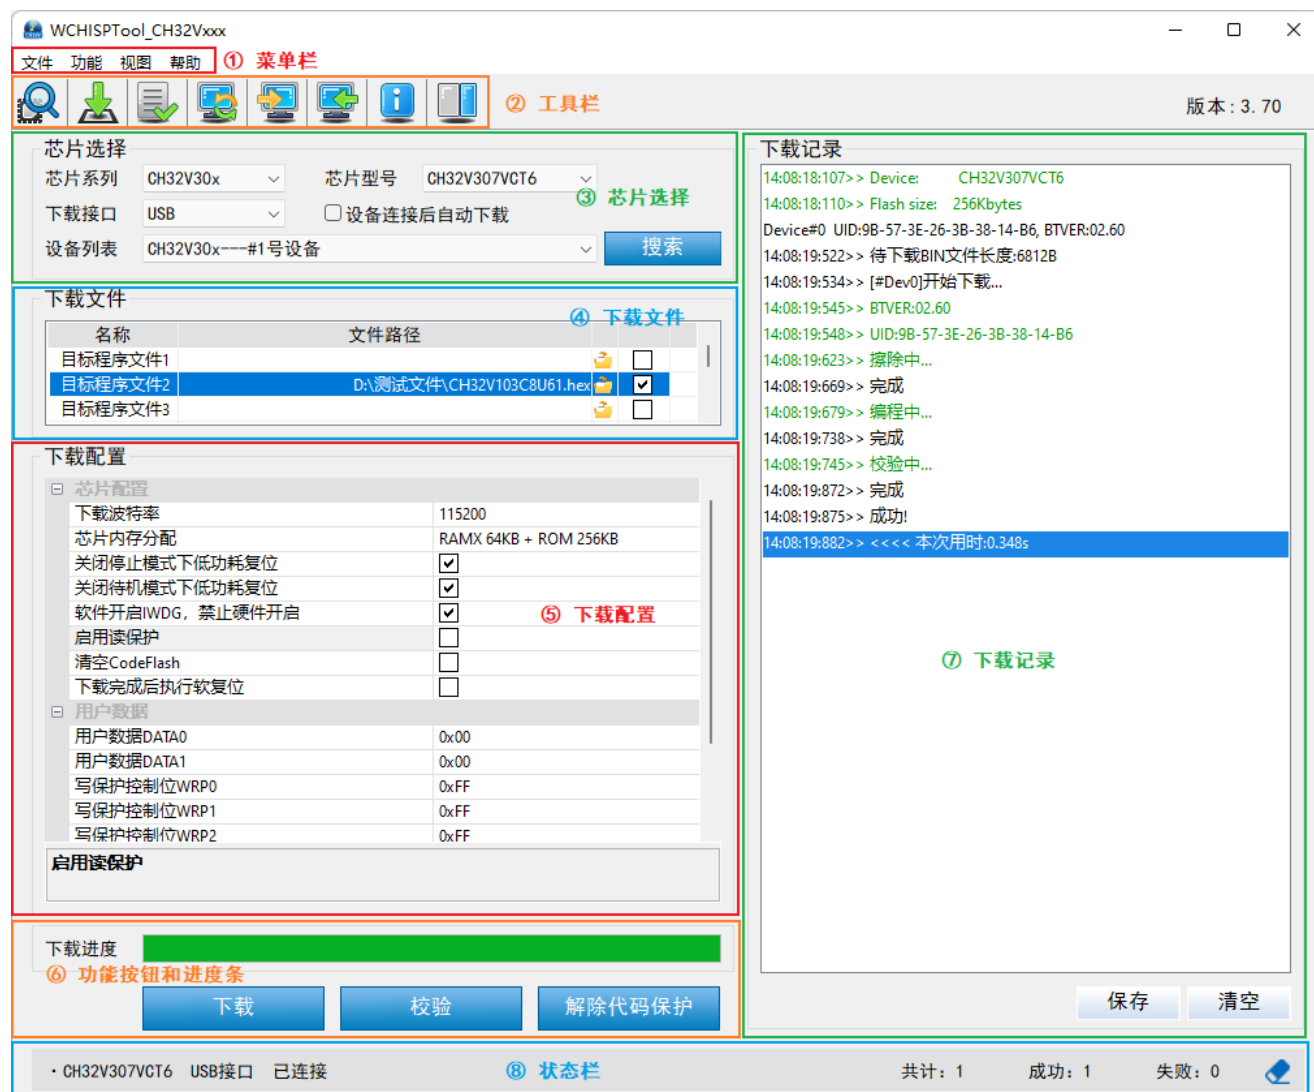 WCHISPTool_CH32Vxxx
文件 功能 视图 帮助 ① 菜单栏
② 工具栏
版本:3.70
芯片选择
芯片系列 CH32V30x 芯片型号 CH32V307VCT6
③ 芯片选择
下载接口 USB 设备连接后自动下载
设备列表 CH32V30x---#1号设备 搜索
下载文件
④ 下载文件
名称 文件路径
目标程序文件1
目标程序文件2 D:\测试文件\CH32V103C8U61.hex
目标程序文件3
下载配置
芯片配置
下载波特率 115200
芯片内存分配 RAMX 64KB + ROM 256KB
关闭停止模式下低功耗复位
关闭待机模式下低功耗复位
软件开启IWDG，禁止硬件开启
⑤ 下载配置
启用读保护
清空CodeFlash
下载完成后执行软复位
用户数据
用户数据DATA0 0x00
用户数据DATA1 0x00
写保护控制位WRP0 0xFF
写保护控制位WRP1 0xFF
写保护控制位WRP2 0xFF
启用读保护
下载进度
⑥ 功能按钮和进度条
下载 校验 解除代码保护
下载记录
14:08:18:107>> Device: CH32V307VCT6
14:08:18:110>> Flash size: 256Kbytes
Device#0 UID:9B-57-3E-26-3B-38-14-B6, BTVER:02.60
14:08:19:522>> 待下载BIN文件长度:6812B
14:08:19:534>> [#Dev0]开始下载...
14:08:19:545>> BTVER:02.60
14:08:19:548>> UID:9B-57-3E-26-3B-38-14-B6
14:08:19:623>> 擦除中...
14:08:19:669>> 完成
14:08:19:679>> 编程中...
14:08:19:738>> 完成
14:08:19:745>> 校验中...
14:08:19:872>> 完成
14:08:19:875>> 成功!
14:08:19:882>> <<<< 本次用时:0.348s
⑦ 下载记录
保存 清空
·CH32V307VCT6 USB接口 已连接 ⑧ 状态栏 共计: 1 成功: 1 失败: 0